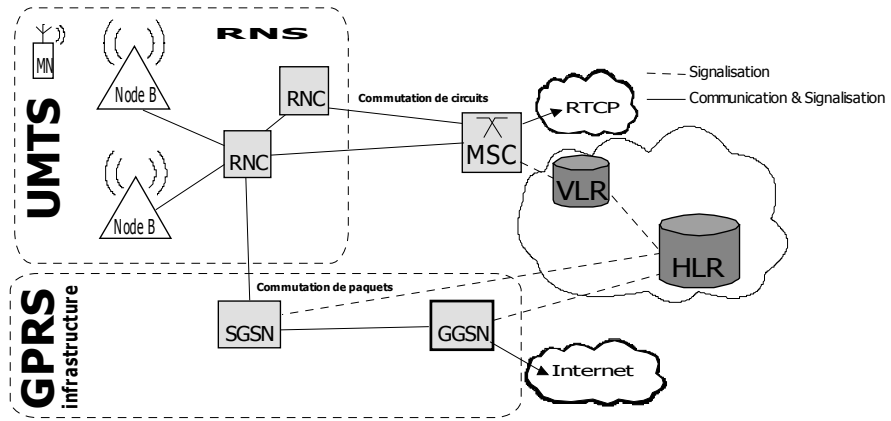 RNS
MN
Node B
RNC
Commutation de circuits
Signalisation
Communication & Signalisation
RTCP
UMTS
RNC
MSC
VLR
Node B
HLR
Commutation de paquets
GPRS
infrastructure
SGSN
GGSN
Internet